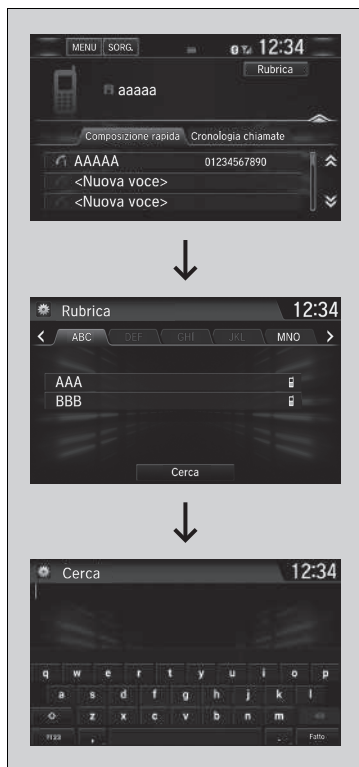 MENU SORG. 12:34
Rubrica
aaaaa
Composizione rapida Cronologia chiamate
AAAAA 01234567890
<Nuova voce>
<Nuova voce>
Rubrica 12:34
ABC DEF GHI JKL MNO
AAA
BBB
Cerca
Cerca 12:34
q w e r t y u i o p
a s d f g h j k l
z x c v b n m
?123 , . Fatto